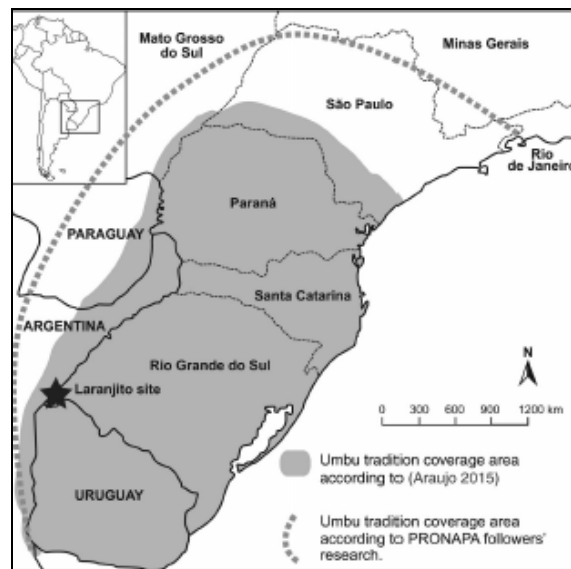 Mato Grosso
do Sul
Minas Gerais
São Paulo
Rio
de Janeiro
Paraná
PARAGUAY
Santa Catarina
ARGENTINA
Rio Grande do Sul
Laranjito site
N
0 300 600 900 1200 km
URUGUAY
Umbu tradition coverage area
according to (Araujo 2015)
Umbu tradition coverage area
according to PRONAPA followers'
research.